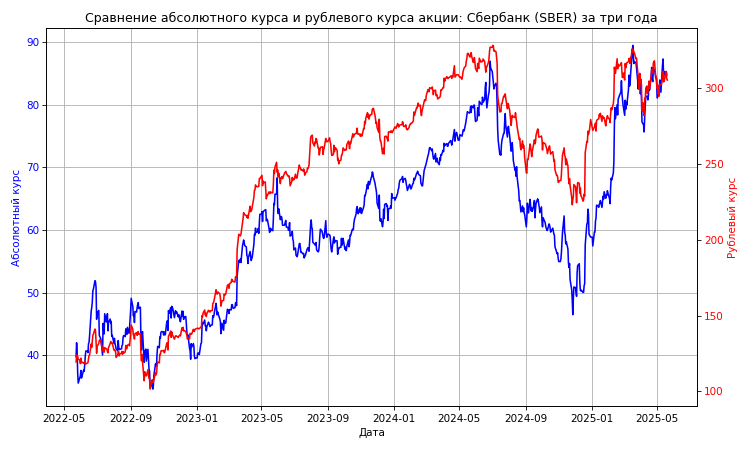 Сравнение абсолютного курса и рублевого курса акции: Сбербанк (SBER) за три года
Абсолютный курс
90
80
70
60
50
40
Рублевый курс
300
250
200
150
100
2022-05 2022-09 2023-01 2023-05 2023-09 2024-01 2024-05 2024-09 2025-01 2025-05
Дата